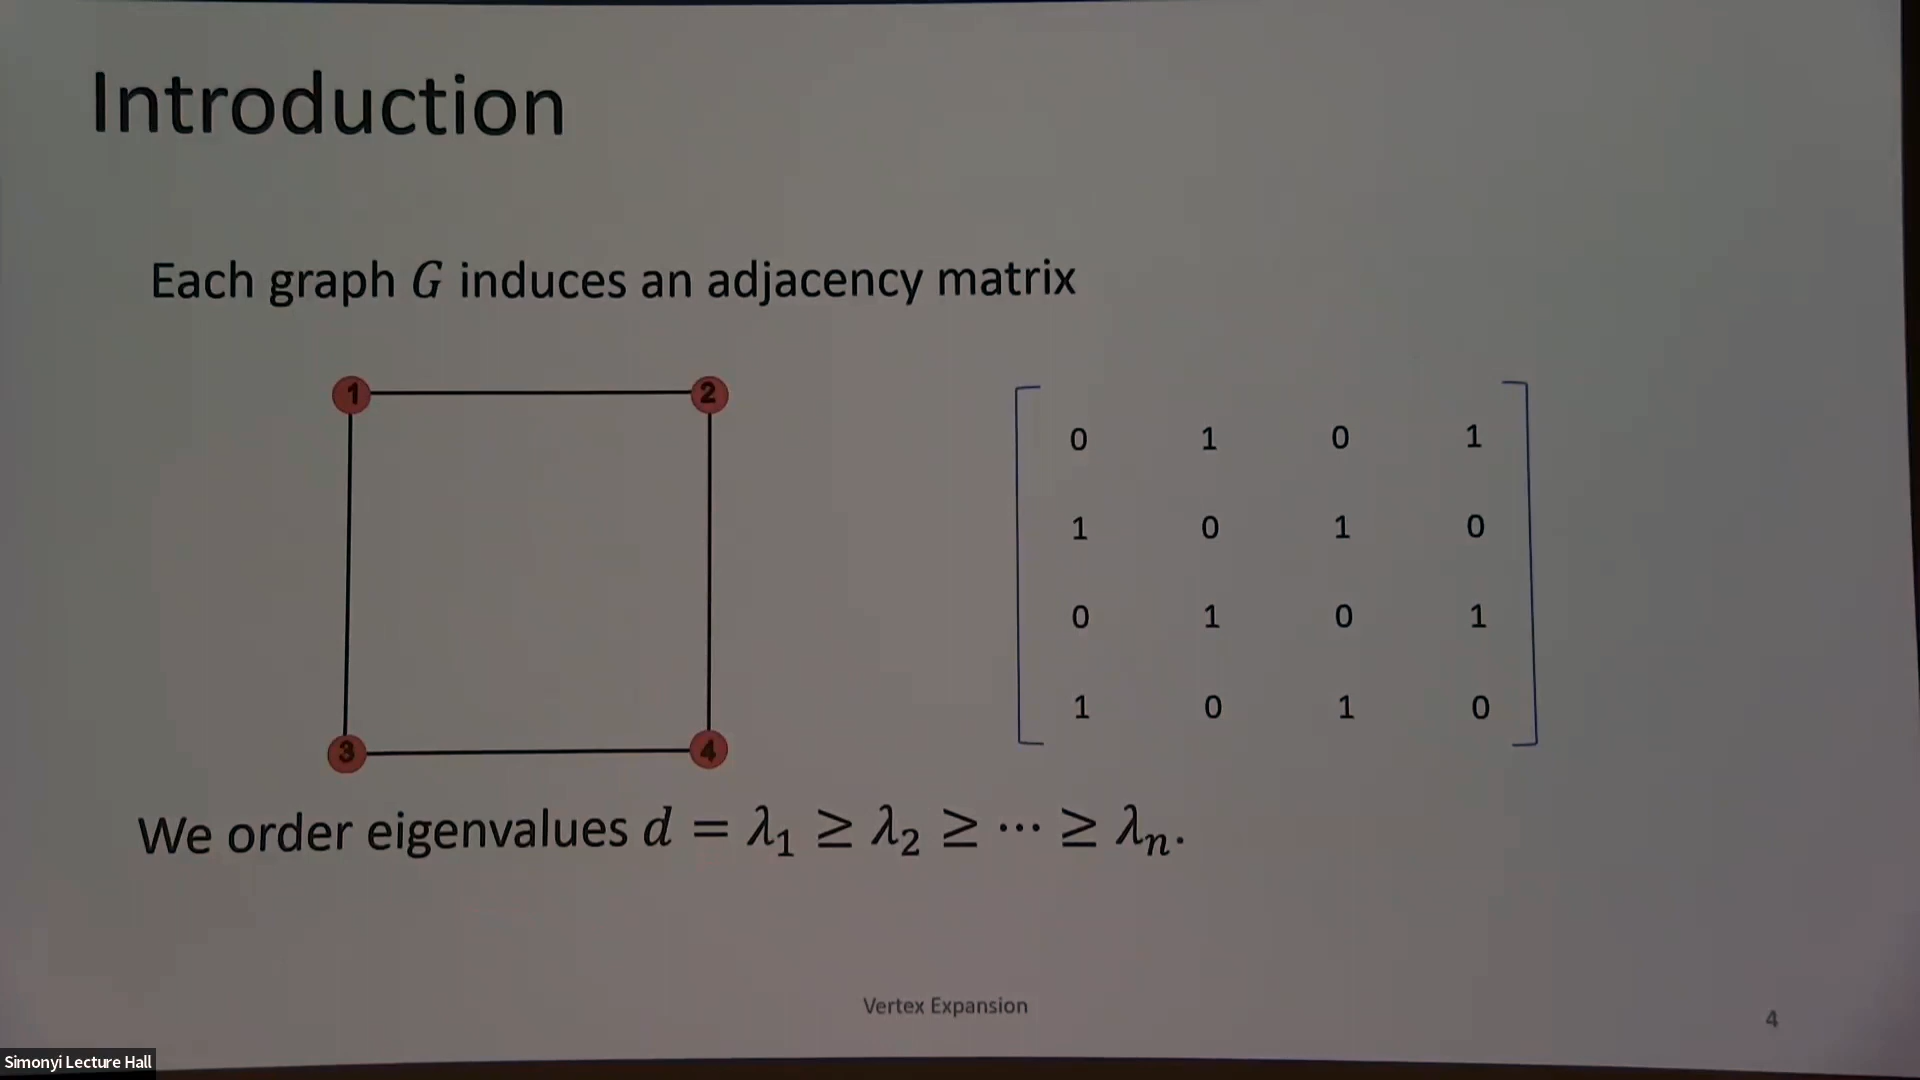 Introduction
Each graph G induces an adjacency matrix
1 2
3 4
0 1 0 1
1 0 1 0
0 1 0 1
1 0 1 0
We order eigenvalues d = λ₁ ≥ λ₂ ≥ ⋯ ≥ λₙ.
Vertex Expansion
4
Simonyi Lecture Hall